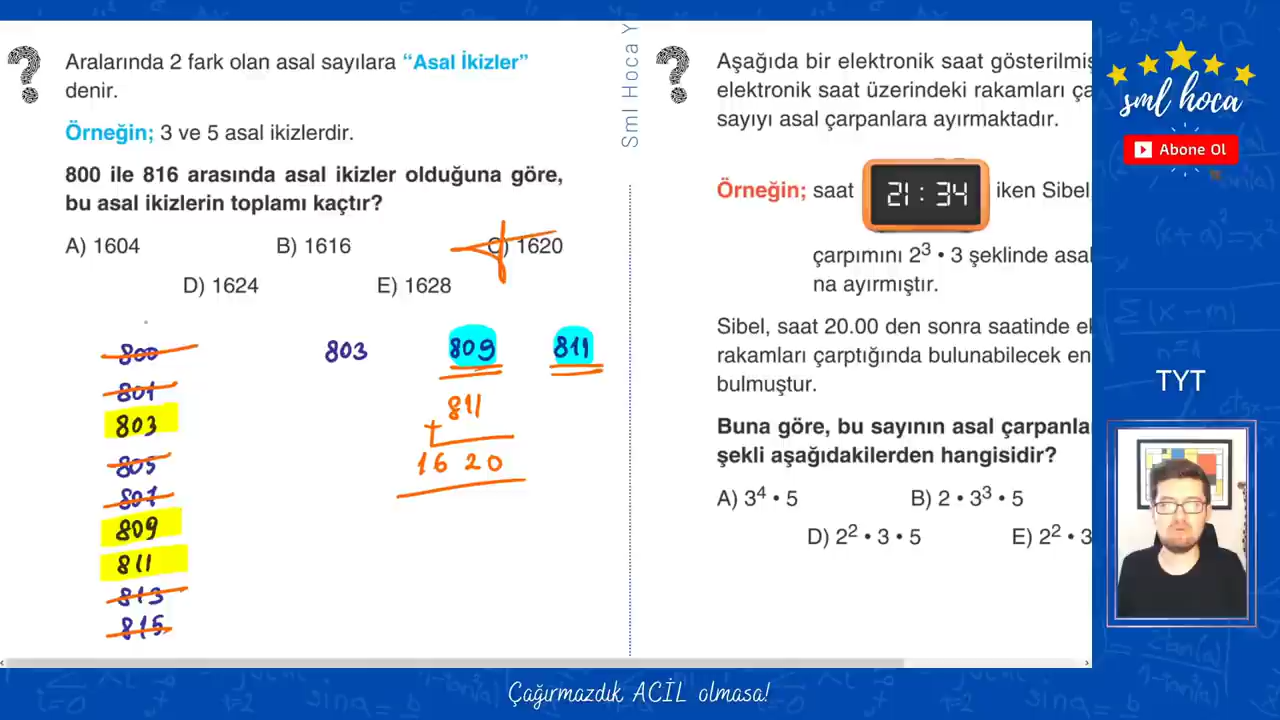 Aralarında 2 fark olan asal sayılara “Asal İkizler”
denir.
Örneğin; 3 ve 5 asal ikizlerdir.
800 ile 816 arasında asal ikizler olduğuna göre,
bu asal ikizlerin toplamı kaçtır?
A) 1604 B) 1616 C) 1620
D) 1624 E) 1628
800
801
803
805
807
809
811
813
815
803 809 811
811
+
1620
Sml Hoca Y
Aşağıda bir elektronik saat gösterilmiş
elektronik saat üzerindeki rakamları ça
sayıyı asal çarpanlara ayırmaktadır.
Örneğin; saat 21 : 34 iken Sibel
çarpımını 2³ • 3 şeklinde asal
na ayırmıştır.
Sibel, saat 20.00 den sonra saatinde el
rakamları çarptığında bulunabilecek en
bulmuştur.
Buna göre, bu sayının asal çarpanla
şekli aşağıdakilerden hangisidir?
A) 3⁴ • 5 B) 2 • 3³ • 5
D) 2² • 3 • 5 E) 2² • 3
sml hoca
Abone Ol
TYT
Çağırmazdık ACİL olmasa!